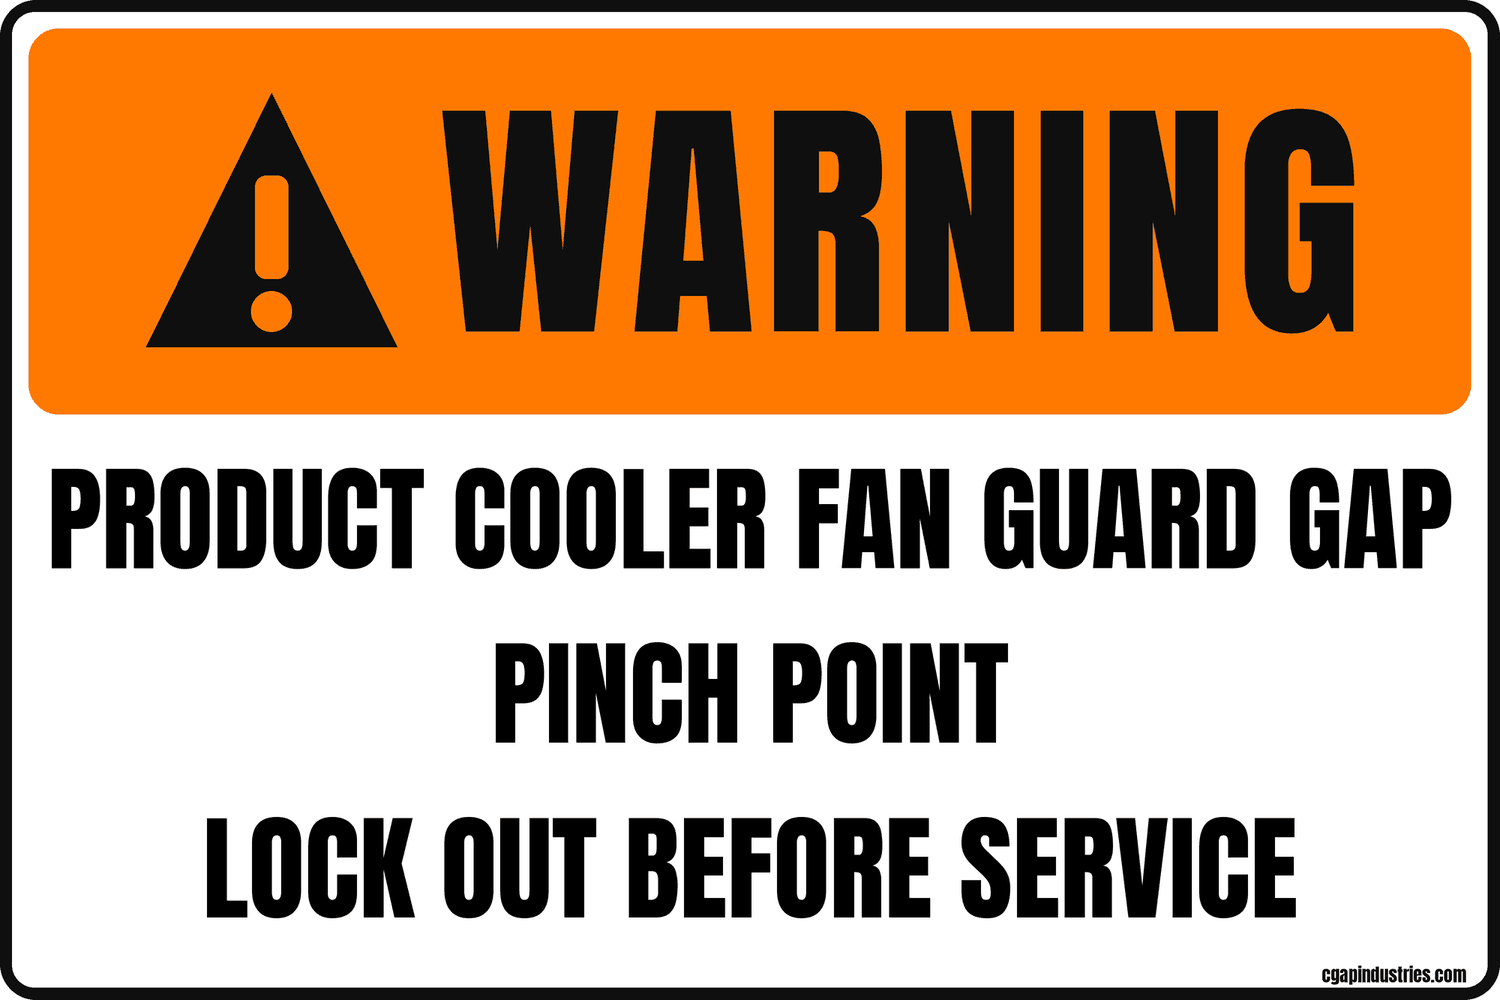 WARNING
PRODUCT COOLER FAN GUARD GAP
PINCH POINT
LOCK OUT BEFORE SERVICE
cgapindustries.com